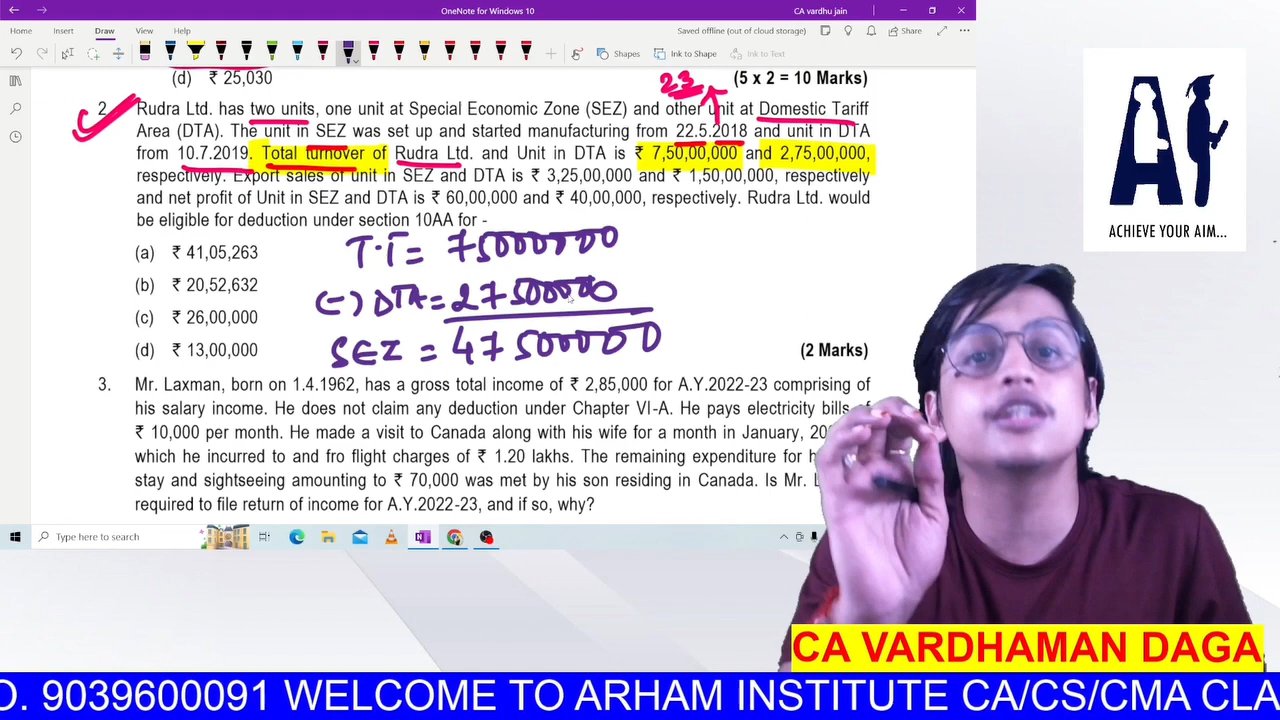 OneNote for Windows 10
CA vardhu jain
Home Insert Draw View Help
Saved offline (out of cloud storage)
Share
Shapes
Ink to Shape
Ink to Text
(d) ₹ 25,030 (5 x 2 = 10 Marks)
23
2. Rudra Ltd. has two units, one unit at Special Economic Zone (SEZ) and other unit at Domestic Tariff
Area (DTA). The unit in SEZ was set up and started manufacturing from 22.5.2018 and unit in DTA
from 10.7.2019. Total turnover of Rudra Ltd. and Unit in DTA is ₹ 7,50,00,000 and 2,75,00,000,
respectively. Export sales of unit in SEZ and DTA is ₹ 3,25,00,000 and ₹ 1,50,00,000, respectively
and net profit of Unit in SEZ and DTA is ₹ 60,00,000 and ₹ 40,00,000, respectively. Rudra Ltd. would
be eligible for deduction under section 10AA for -
(a) ₹ 41,05,263
T.T = 75000000
(b) ₹ 20,52,632
(-) DTA = 27500000
(c) ₹ 26,00,000
SEZ = 47500000
(d) ₹ 13,00,000 (2 Marks)
3. Mr. Laxman, born on 1.4.1962, has a gross total income of ₹ 2,85,000 for A.Y.2022-23 comprising of
his salary income. He does not claim any deduction under Chapter VI-A. He pays electricity bills of
₹ 10,000 per month. He made a visit to Canada along with his wife for a month in January,
which he incurred to and fro flight charges of ₹ 1.20 lakhs. The remaining expenditure for
stay and sightseeing amounting to ₹ 70,000 was met by his son residing in Canada. Is Mr.
required to file return of income for A.Y.2022-23, and if so, why?
Type here to search
A
ACHIEVE YOUR AIM...
CA VARDHAMAN DAGA
O. 9039600091 WELCOME TO ARHAM INSTITUTE CA/CS/CMA CLA